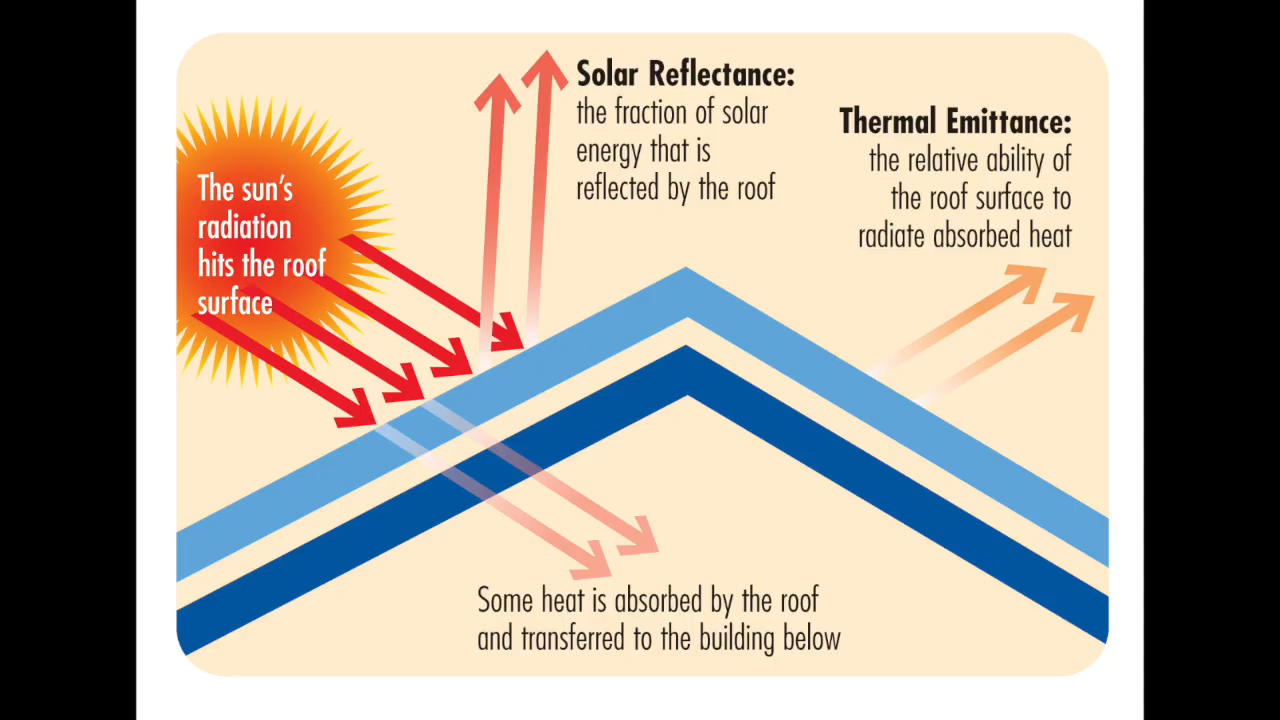 The sun's
radiation
hits the roof
surface
Solar Reflectance:
the fraction of solar
energy that is
reflected by the roof
Thermal Emittance:
the relative ability of
the roof surface to
radiate absorbed heat
Some heat is absorbed by the roof
and transferred to the building below